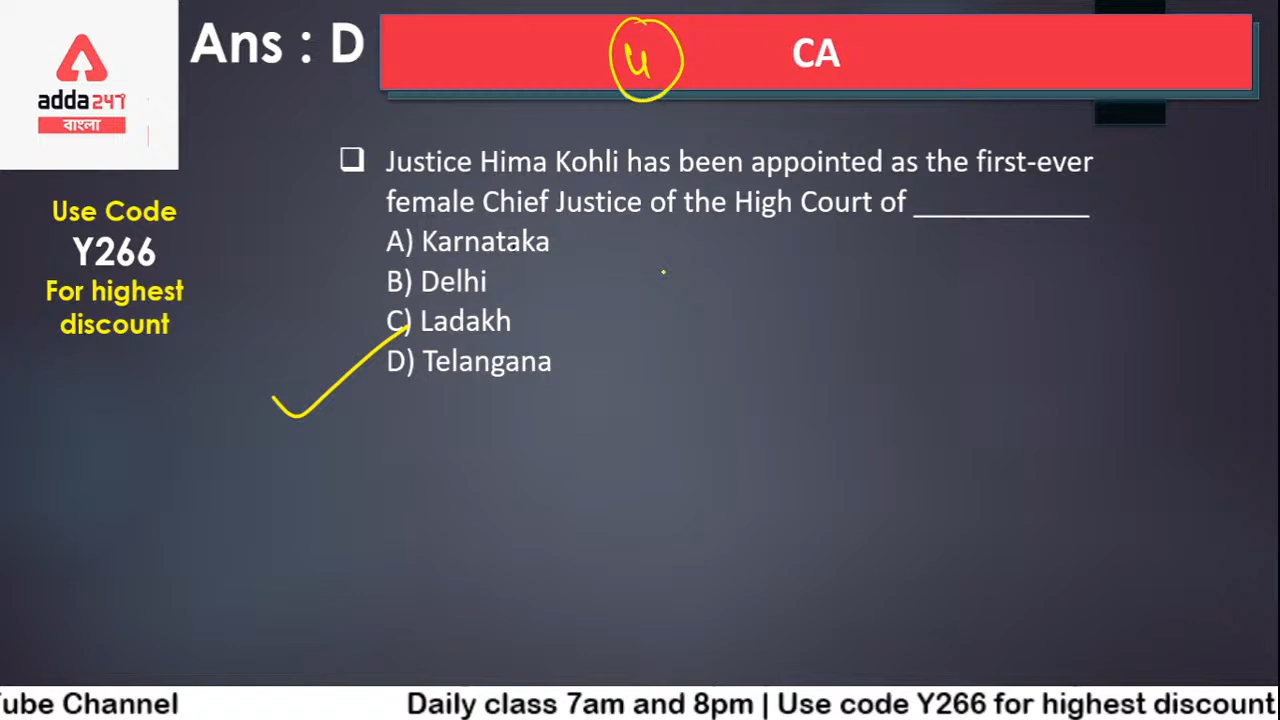 Ans : D
CA
4
adda247
বাংলা
Use Code
Y266
For highest
discount
Justice Hima Kohli has been appointed as the first-ever
female Chief Justice of the High Court of ____________
A) Karnataka
B) Delhi
C) Ladakh
D) Telangana
Tube Channel
Daily class 7am and 8pm | Use code Y266 for highest discount